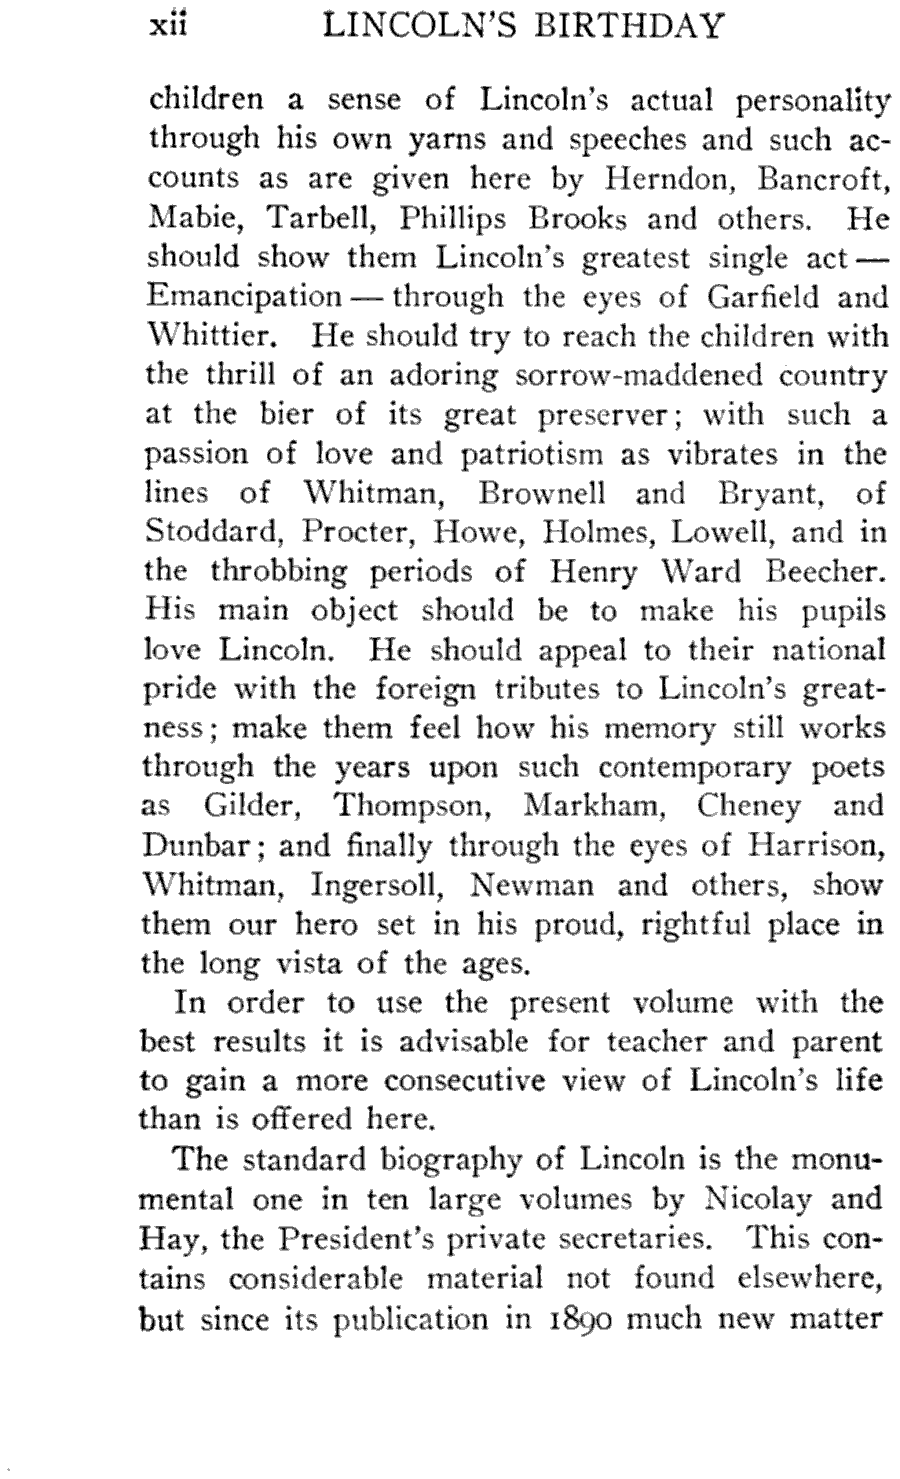 xii LINCOLN'S BIRTHDAY
children a sense of Lincoln's actual personality
through his own yarns and speeches and such ac-
counts as are given here by Herndon, Bancroft,
Mabie, Tarbell, Phillips Brooks and others. He
should show them Lincoln's greatest single act —
Emancipation — through the eyes of Garfield and
Whittier. He should try to reach the children with
the thrill of an adoring sorrow-maddened country
at the bier of its great preserver; with such a
passion of love and patriotism as vibrates in the
lines of Whitman, Brownell and Bryant, of
Stoddard, Procter, Howe, Holmes, Lowell, and in
the throbbing periods of Henry Ward Beecher.
His main object should be to make his pupils
love Lincoln. He should appeal to their national
pride with the foreign tributes to Lincoln's great-
ness; make them feel how his memory still works
through the years upon such contemporary poets
as Gilder, Thompson, Markham, Cheney and
Dunbar; and finally through the eyes of Harrison,
Whitman, Ingersoll, Newman and others, show
them our hero set in his proud, rightful place in
the long vista of the ages.
In order to use the present volume with the
best results it is advisable for teacher and parent
to gain a more consecutive view of Lincoln's life
than is offered here.
The standard biography of Lincoln is the monu-
mental one in ten large volumes by Nicolay and
Hay, the President's private secretaries. This con-
tains considerable material not found elsewhere,
but since its publication in 1890 much new matter